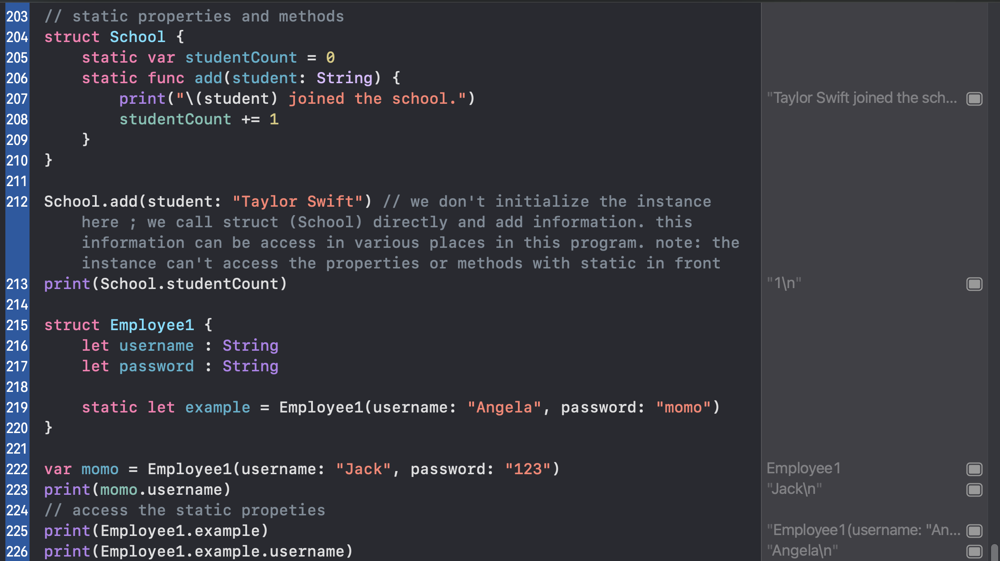 203 // static properties and methods
204 struct School {
205 static var studentCount = 0
206 static func add(student: String) {
207 print("\(student) joined the school.") "Taylor Swift joined the sch...
208 studentCount += 1
209 }
210 }
211
212 School.add(student: "Taylor Swift") // we don't initialize the instance
here ; we call struct (School) directly and add information. this
information can be access in various places in this program. note: the
instance can't access the properties or methods with static in front
213 print(School.studentCount) "1\n"
214
215 struct Employee1 {
216 let username : String
217 let password : String
218
219 static let example = Employee1(username: "Angela", password: "momo")
220 }
221
222 var momo = Employee1(username: "Jack", password: "123") Employee1
223 print(momo.username) "Jack\n"
224 // access the static propeties
225 print(Employee1.example) "Employee1(username: "An...
226 print(Employee1.example.username) "Angela\n"